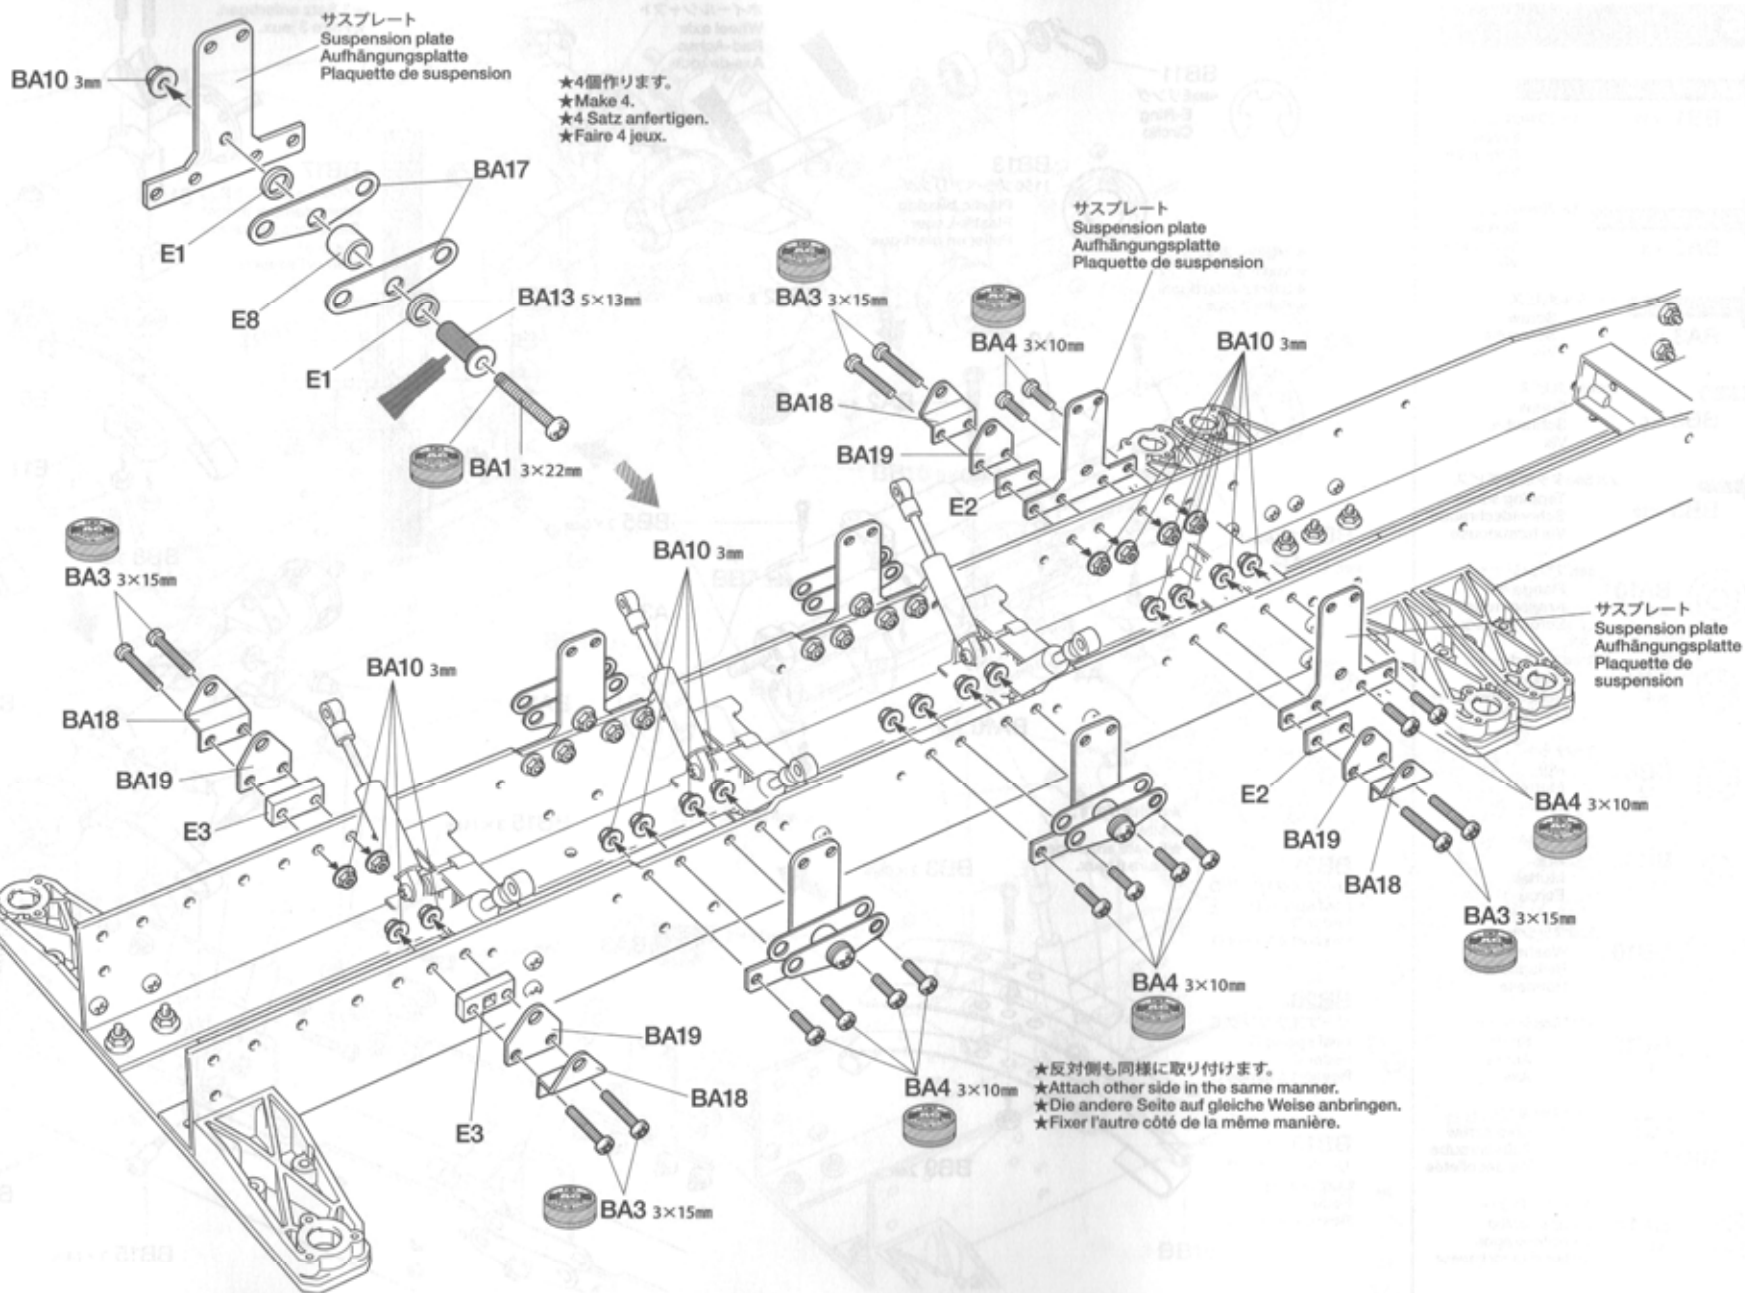 サスプレート
Suspension plate
Aufhängungsplatte
Plaquette de suspension
BA10 3mm
★4個作ります。
★Make 4.
★4 Satz anfertigen.
★Faire 4 jeux.
BA17
E1
E8
BA13 5×13mm
E1
BA1 3×22mm
サスプレート
Suspension plate
Aufhängungsplatte
Plaquette de suspension
BA3 3×15mm
BA4 3×10mm
BA10 3mm
BA18
BA19
E2
BA10 3mm
BA3 3×15mm
サスプレート
Suspension plate
Aufhängungsplatte
Plaquette de
suspension
BA10 3mm
BA18
BA19
E3
E2
BA4 3×10mm
BA19
BA18
BA3 3×15mm
BA4 3×10mm
BA19
BA18
E3
BA4 3×10mm
BA3 3×15mm
★反対側も同様に取り付けます。
★Attach other side in the same manner.
★Die andere Seite auf gleiche Weise anbringen.
★Fixer l'autre côté de la même manière.